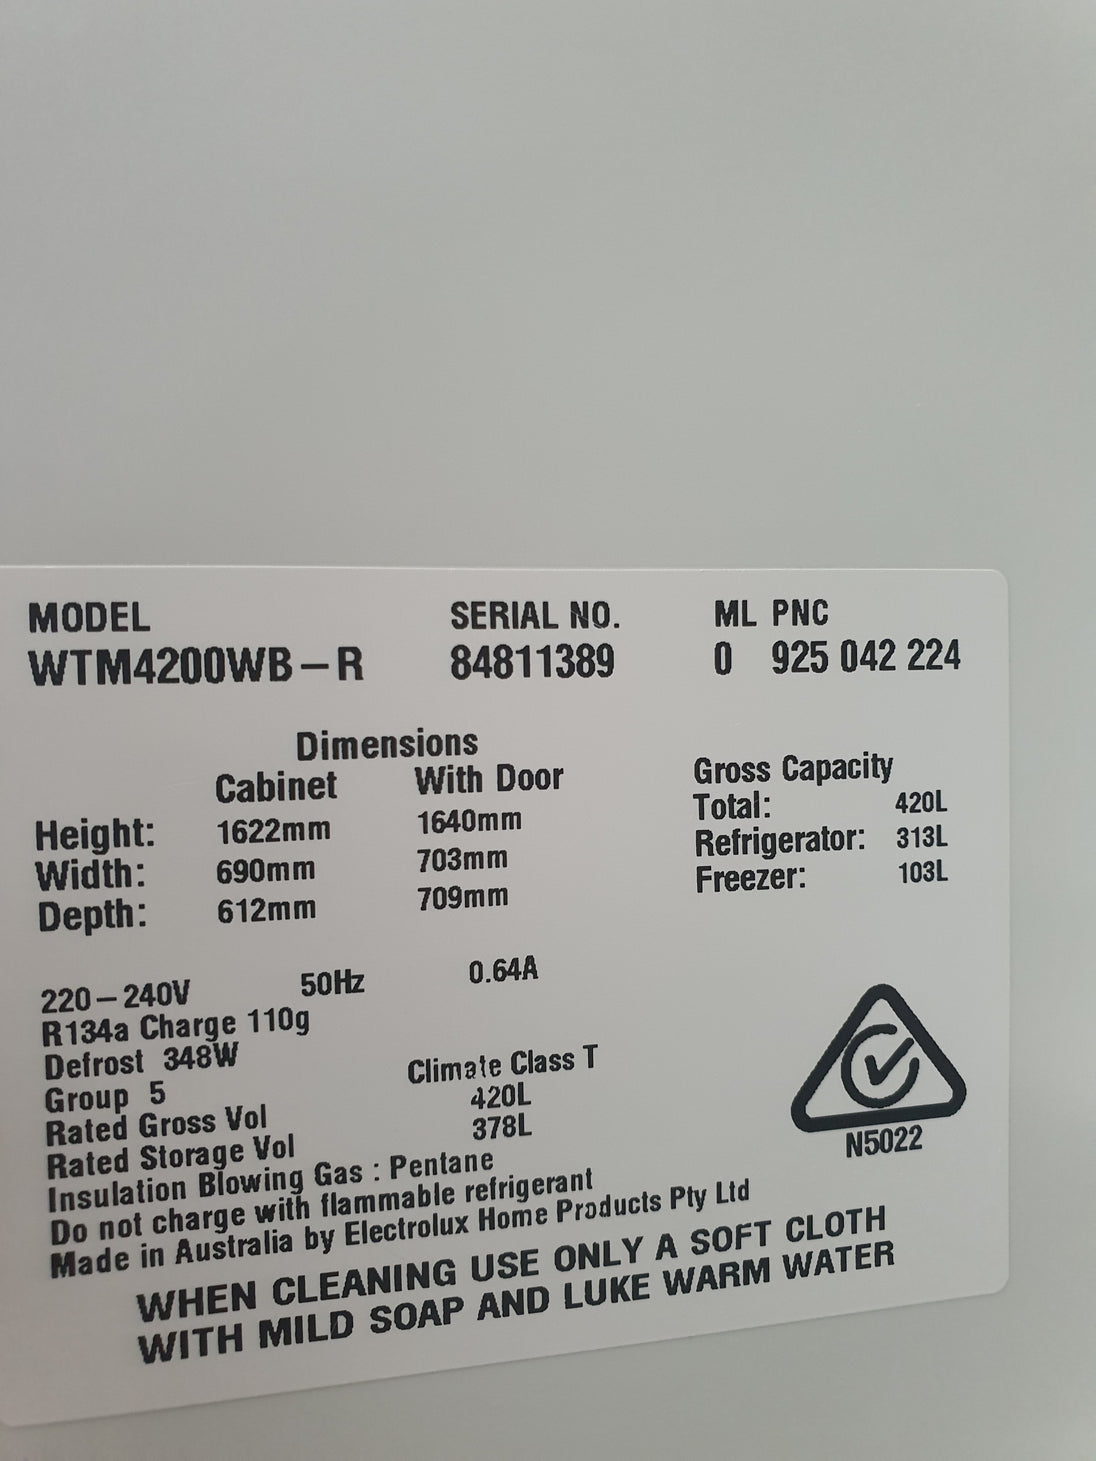 MODEL SERIAL NO. ML PNC
WTM4200WB-R 84811389 0 925 042 224
Dimensions
Cabinet With Door
Height: 1622mm 1640mm
Width: 690mm 703mm
Depth: 612mm 709mm
Gross Capacity
Total: 420L
Refrigerator: 313L
Freezer: 103L
220-240V 50Hz 0.64A
R134a Charge 110g
Defrost 348W
Group 5 Climate Class T
Rated Gross Vol 420L
Rated Storage Vol 378L
Insulation Blowing Gas : Pentane
Do not charge with flammable refrigerant
Made in Australia by Electrolux Home Products Pty Ltd
N5022
WHEN CLEANING USE ONLY A SOFT CLOTH
WITH MILD SOAP AND LUKE WARM WATER